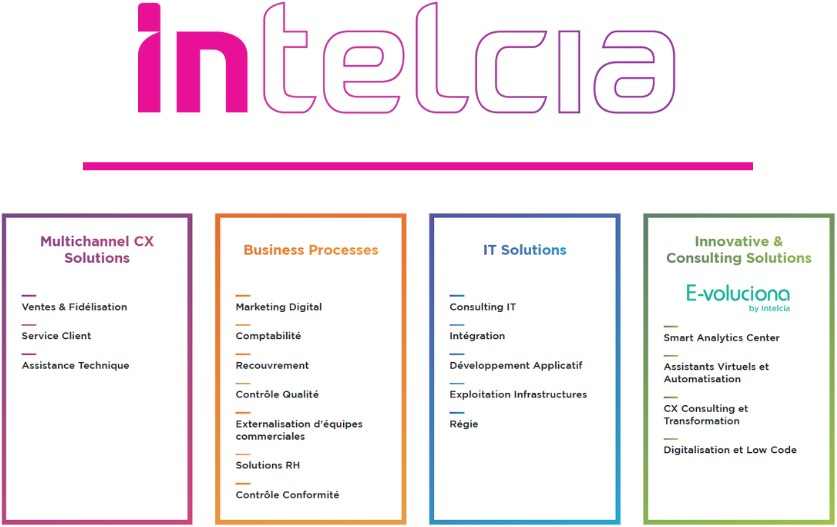 intelcia
Multichannel CX
Solutions
Ventes & Fidélisation
Service Client
Assistance Technique
Business Processes
Marketing Digital
Comptabilité
Recouvrement
Contrôle Qualité
Externalisation d'équipes
commerciales
Solutions RH
Contrôle Conformité
IT Solutions
Consulting IT
Intégration
Développement Applicatif
Exploitation Infrastructures
Régie
Innovative &
Consulting Solutions
E-voluciona
by Intelcia
Smart Analytics Center
Assistants Virtuels et
Automatisation
CX Consulting et
Transformation
Digitalisation et Low Code